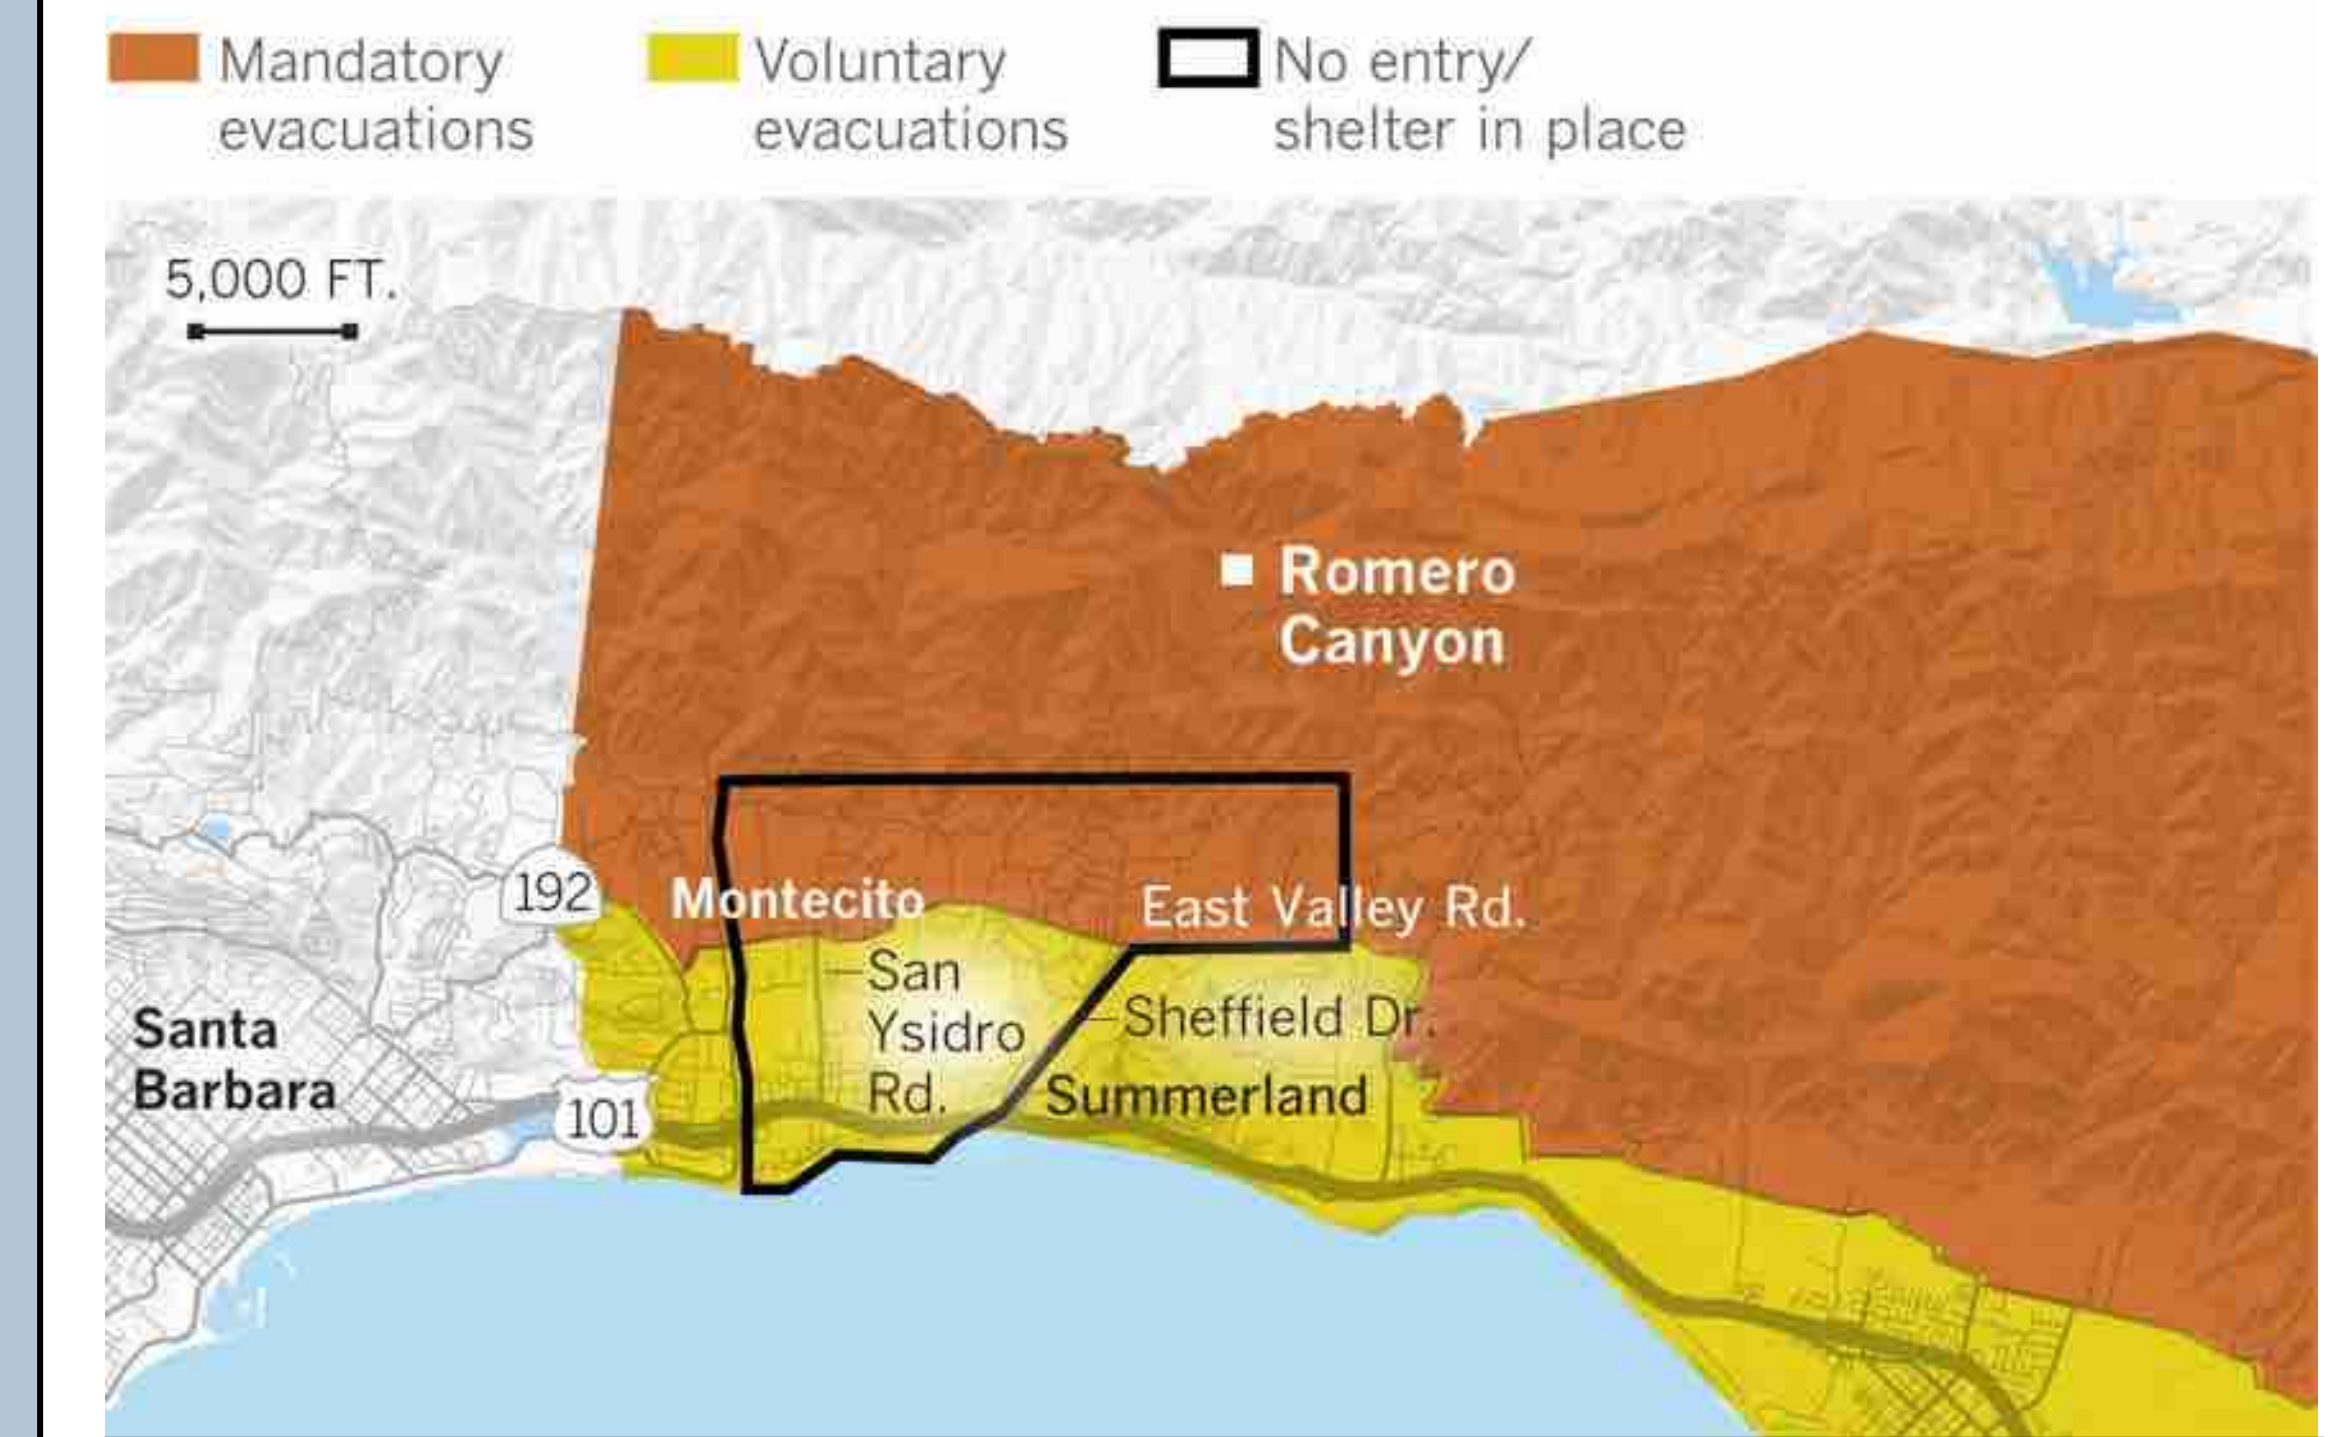 Mandatory
evacuations
Voluntary
evacuations
No entry/
shelter in place
5,000 FT.
Romero
Canyon
192
Montecito
East Valley Rd.
San
Ysidro
Rd.
Sheffield Dr.
Santa
Barbara
Summerland
101